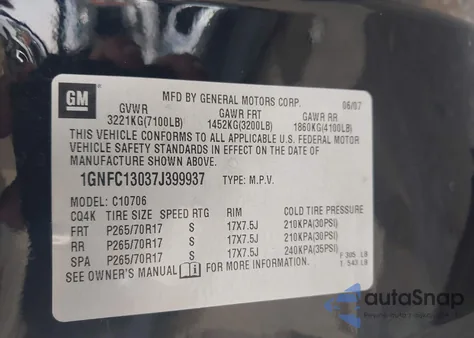 GM
MFD BY GENERAL MOTORS CORP. 06/07
GVWR GAWR FRT GAWR RR
3221KG(7100LB) 1452KG(3200LB) 1860KG(4100LB)
THIS VEHICLE CONFORMS TO ALL APPLICABLE U.S. FEDERAL MOTOR
VEHICLE SAFETY STANDARDS IN EFFECT ON THE DATE OF
MANUFACTURE SHOWN ABOVE.
1GNFC13037J399937 TYPE: M.P.V.
MODEL: C10706
CQ4K TIRE SIZE SPEED RTG RIM COLD TIRE PRESSURE
FRT P265/70R17 S 17X7.5J 210KPA(30PSI)
RR P265/70R17 S 17X7.5J 210KPA(30PSI)
SPA P265/70R17 S 17X7.5J 240KPA(35PSI)
SEE OWNER'S MANUAL FOR MORE INFORMATION.
F 305 LB
T 543 LB
autoSnap